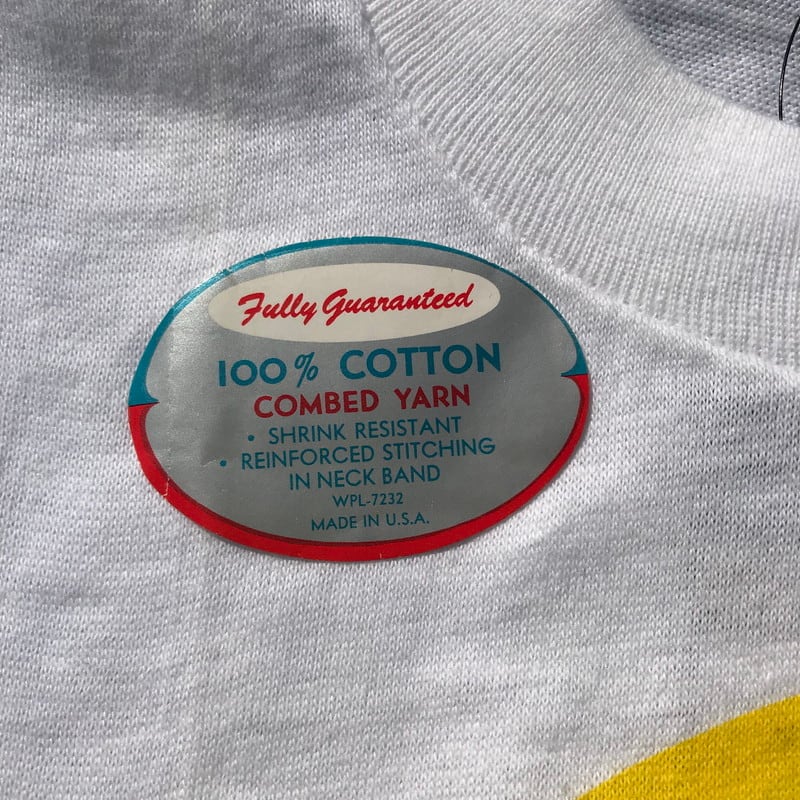 Fully Guaranteed
100% COTTON
COMBED YARN
• SHRINK RESISTANT
• REINFORCED STITCHING
IN NECK BAND
WPL-7232
MADE IN U.S.A.